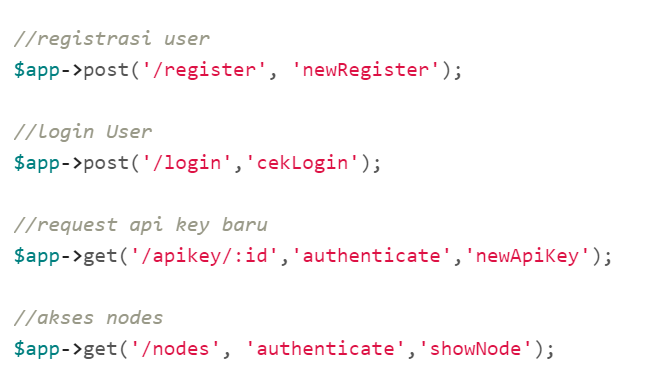 //registrasi user
$app->post('/register', 'newRegister');
//login User
$app->post('/login','cekLogin');
//request api key baru
$app->get('/apikey/:id','authenticate','newApiKey');
//akses nodes
$app->get('/nodes', 'authenticate','showNode');